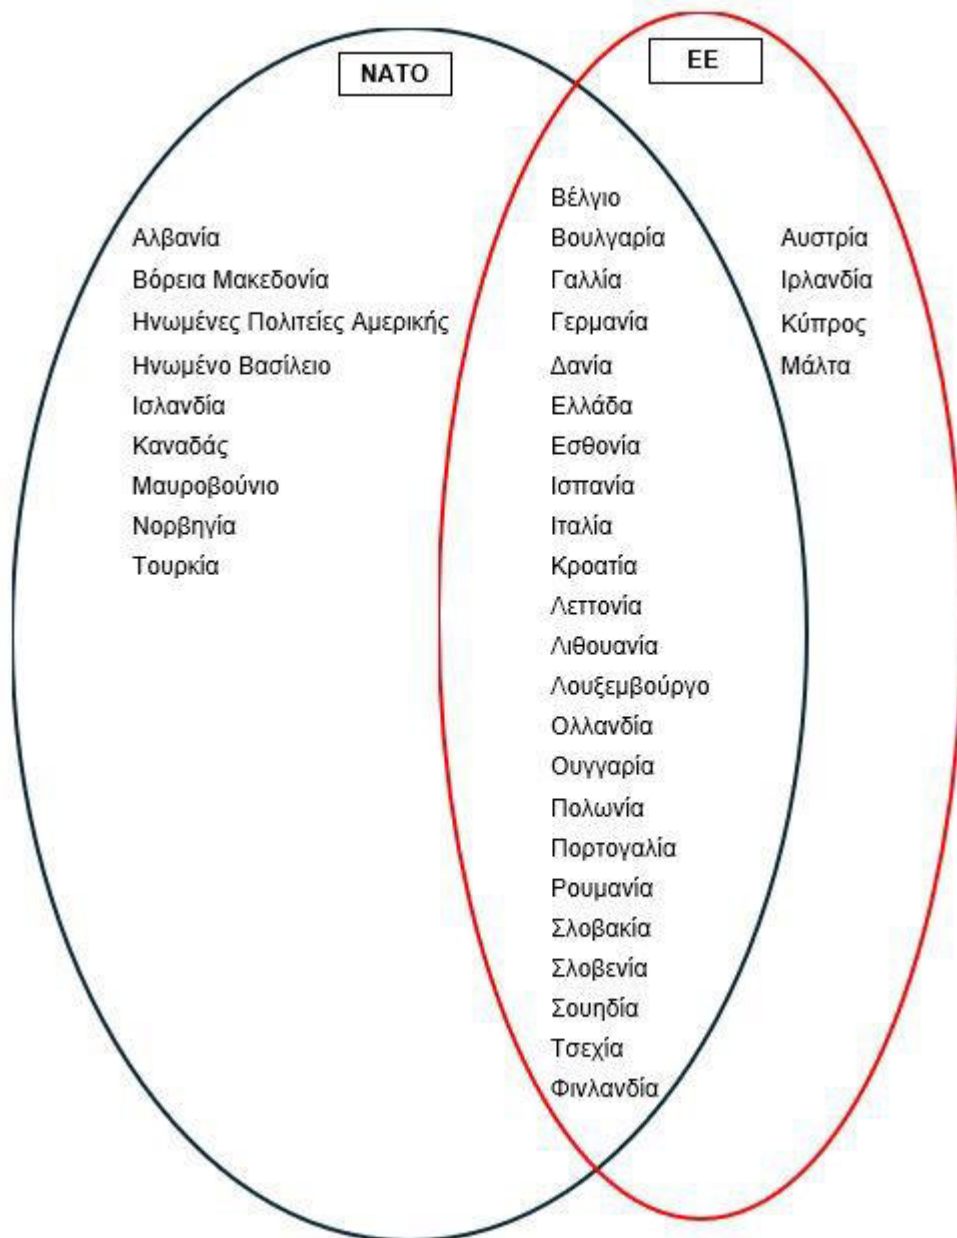 NATO
ΕΕ
Αλβανία
Βόρεια Μακεδονία
Ηνωμένες Πολιτείες Αμερικής
Ηνωμένο Βασίλειο
Ισλανδία
Καναδάς
Μαυροβούνιο
Νορβηγία
Τουρκία
Βέλγιο
Βουλγαρία
Γαλλία
Γερμανία
Δανία
Ελλάδα
Εσθονία
Ισπανία
Ιταλία
Κροατία
Λεττονία
Λιθουανία
Λουξεμβούργο
Ολλανδία
Ουγγαρία
Πολωνία
Πορτογαλία
Ρουμανία
Σλοβακία
Σλοβενία
Σουηδία
Τσεχία
Φινλανδία
Αυστρία
Ιρλανδία
Κύπρος
Μάλτα